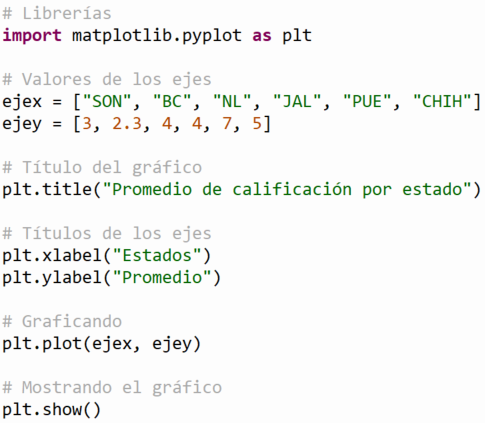 # Librerías
import matplotlib.pyplot as plt
# Valores de los ejes
ejex = ["SON", "BC", "NL", "JAL", "PUE", "CHIH"]
ejey = [3, 2.3, 4, 4, 7, 5]
# Título del gráfico
plt.title("Promedio de calificación por estado")
# Títulos de los ejes
plt.xlabel("Estados")
plt.ylabel("Promedio")
# Graficando
plt.plot(ejex, ejey)
# Mostrando el gráfico
plt.show()